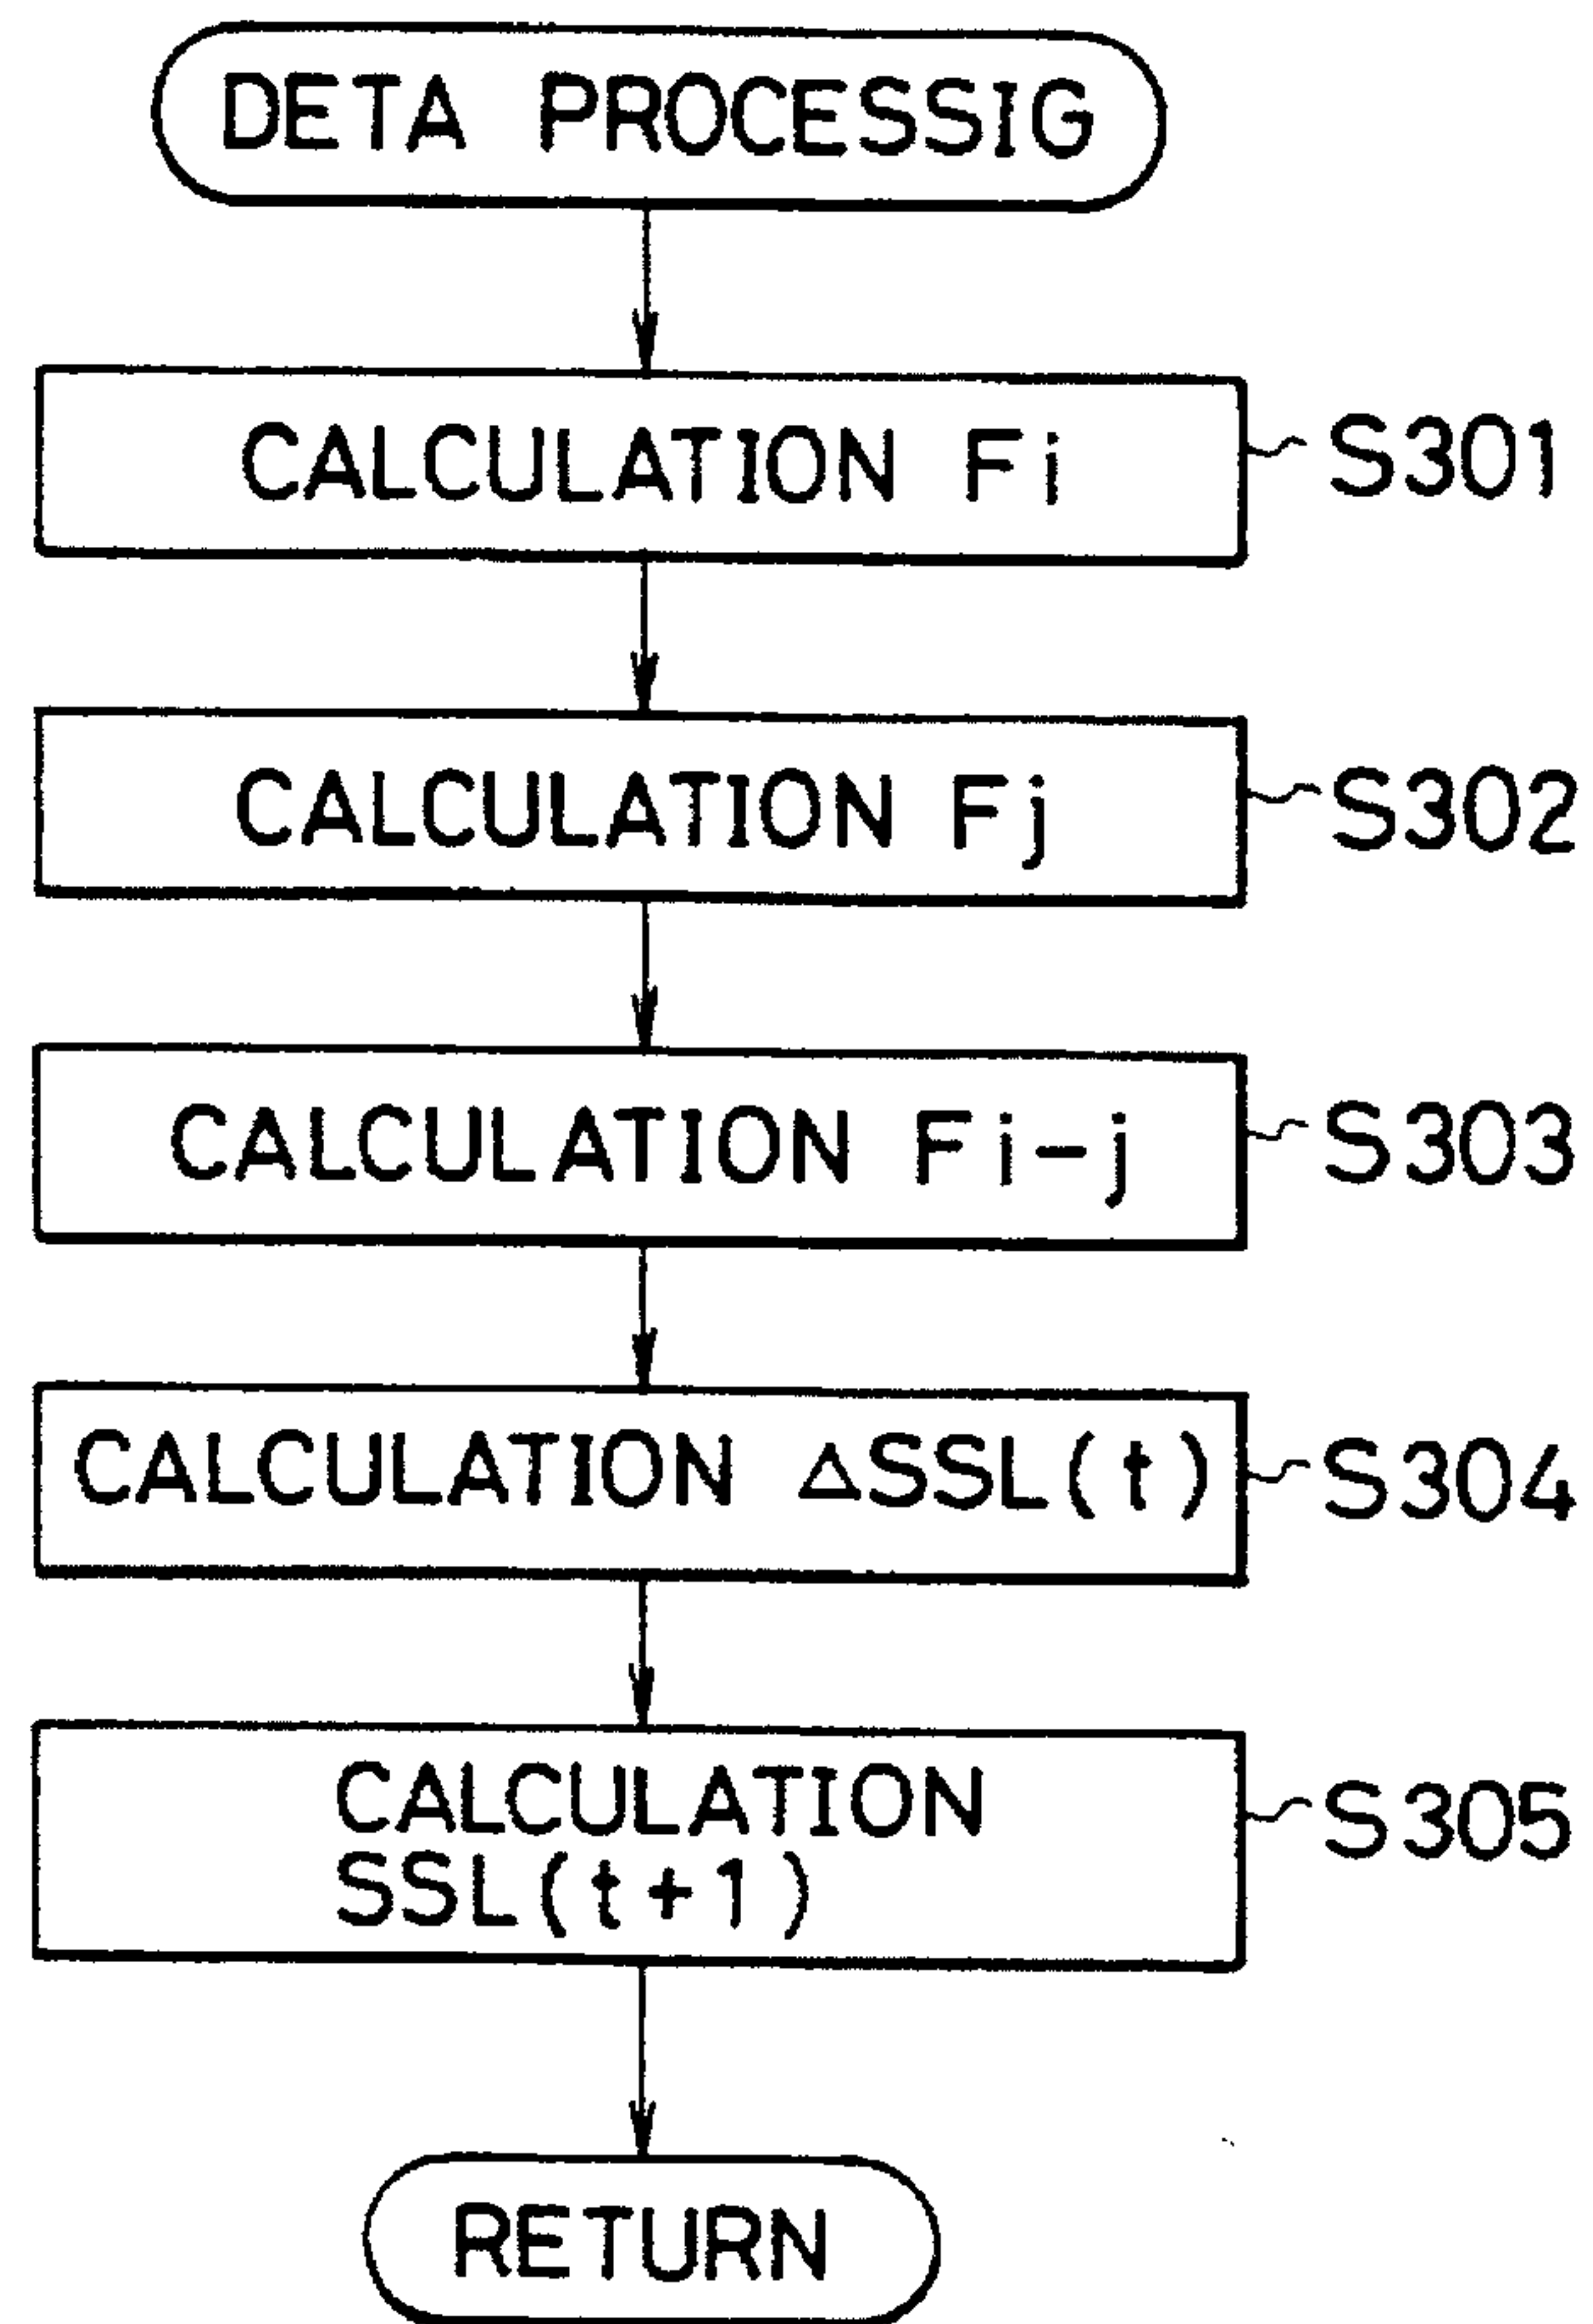 DETA PROCESSIG
CALCULATION Fi
S301
CALCULATION Fj
S302
CALCULATION Fi-j
S303
CALCULATION ΔSSL(t)
S304
CALCULATION
SSL(t+1)
S305
RETURN